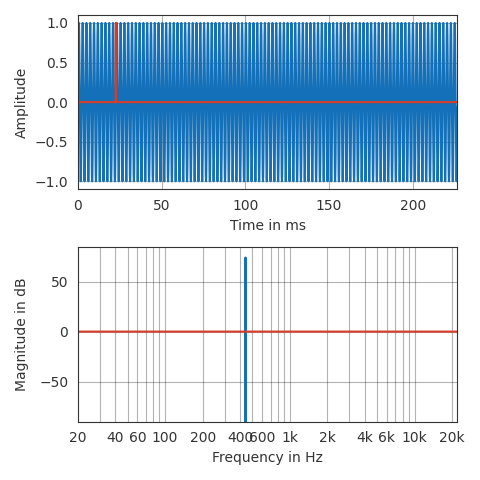 1.0
0.5
0.0
−0.5
−1.0
Amplitude
0 50 100 150 200
Time in ms
50
0
−50
Magnitude in dB
20 40 60 100 200 400 600 1k 2k 4k 6k 10k 20k
Frequency in Hz